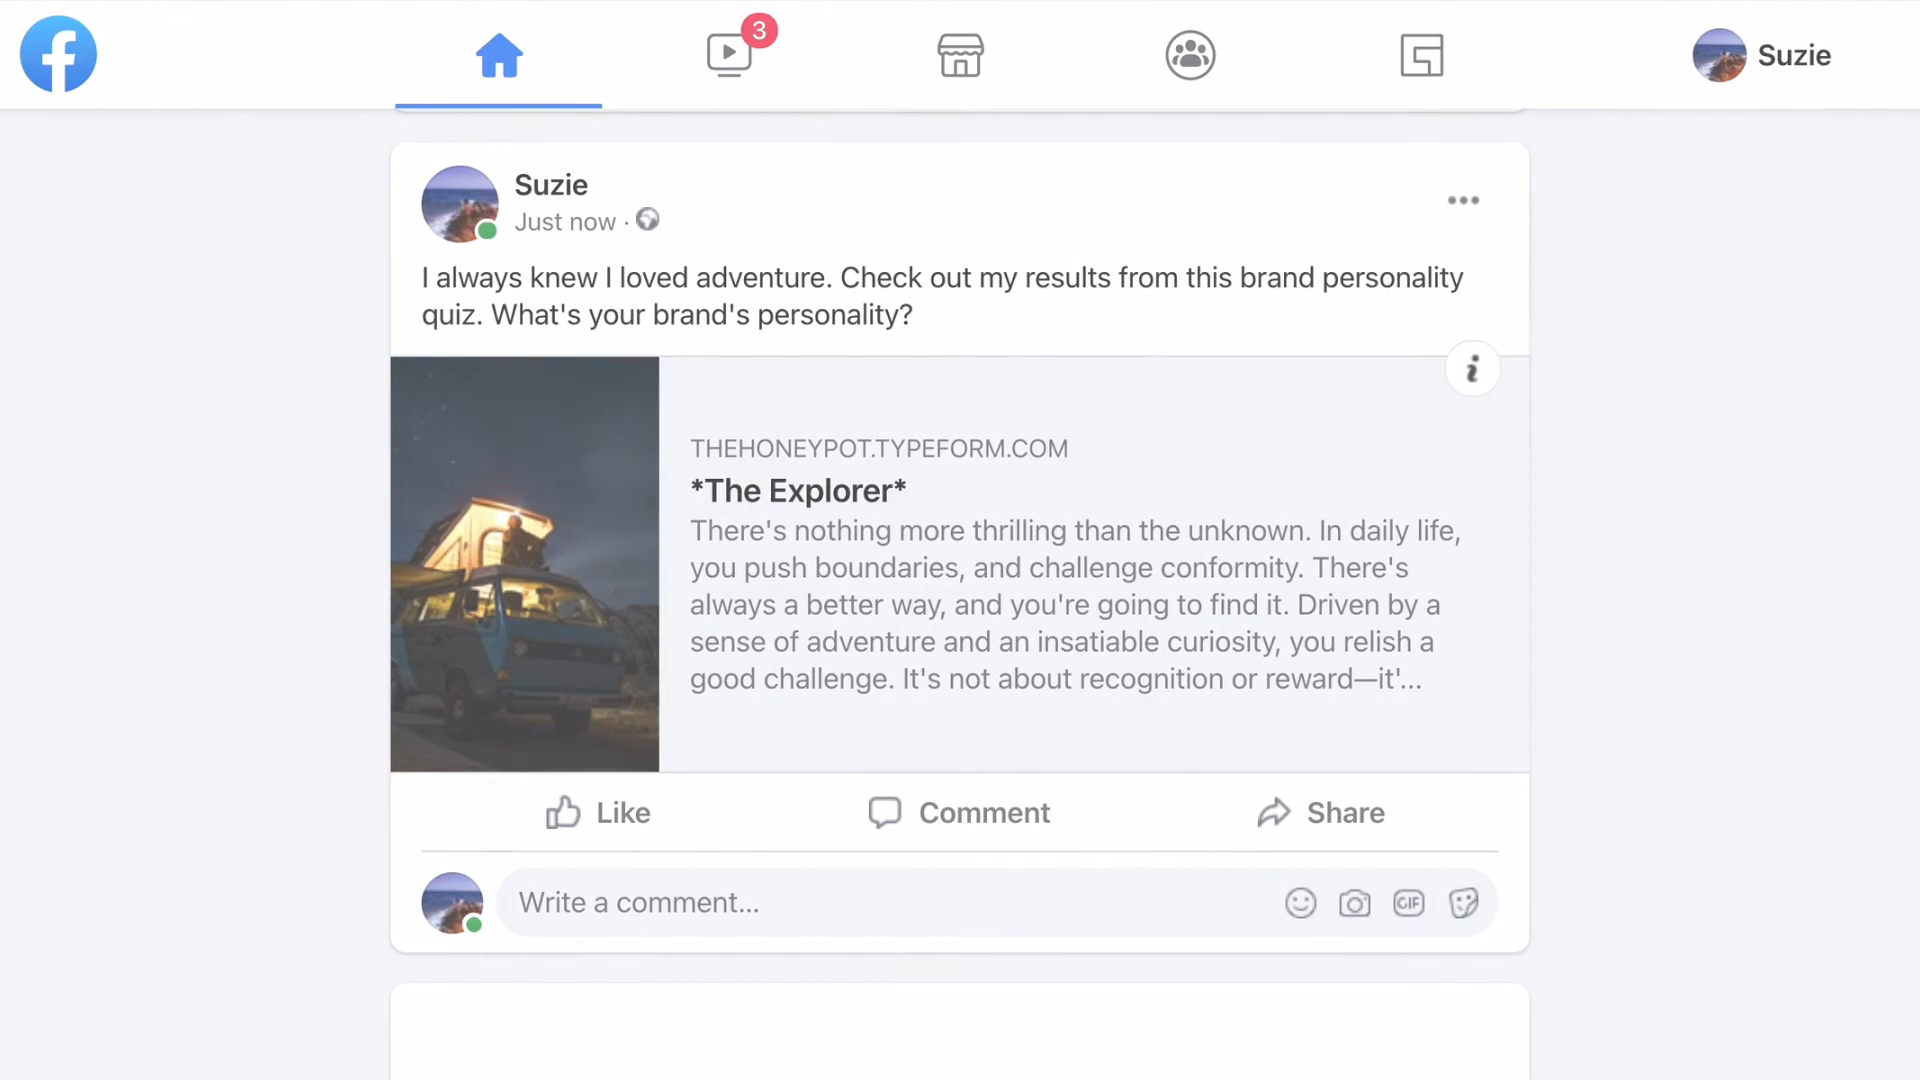 3
Suzie
Suzie
Just now ·
I always knew I loved adventure. Check out my results from this brand personality
quiz. What's your brand's personality?
THEHONEYPOT.TYPEFORM.COM
*The Explorer*
There's nothing more thrilling than the unknown. In daily life,
you push boundaries, and challenge conformity. There's
always a better way, and you're going to find it. Driven by a
sense of adventure and an insatiable curiosity, you relish a
good challenge. It's not about recognition or reward—it'...
Like
Comment
Share
Write a comment...
GIF